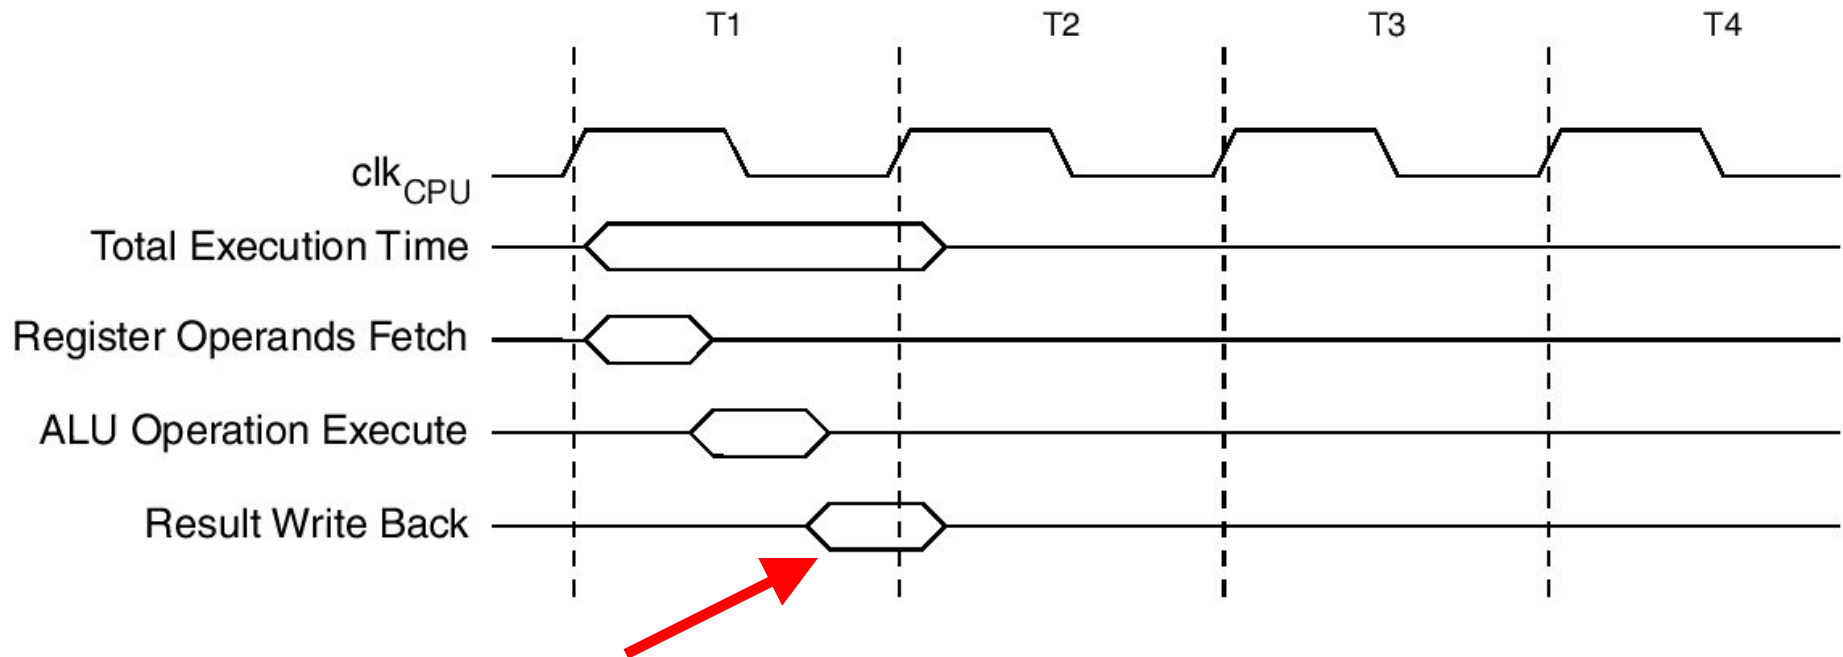 T1 T2 T3 T4
clkCPU
Total Execution Time
Register Operands Fetch
ALU Operation Execute
Result Write Back